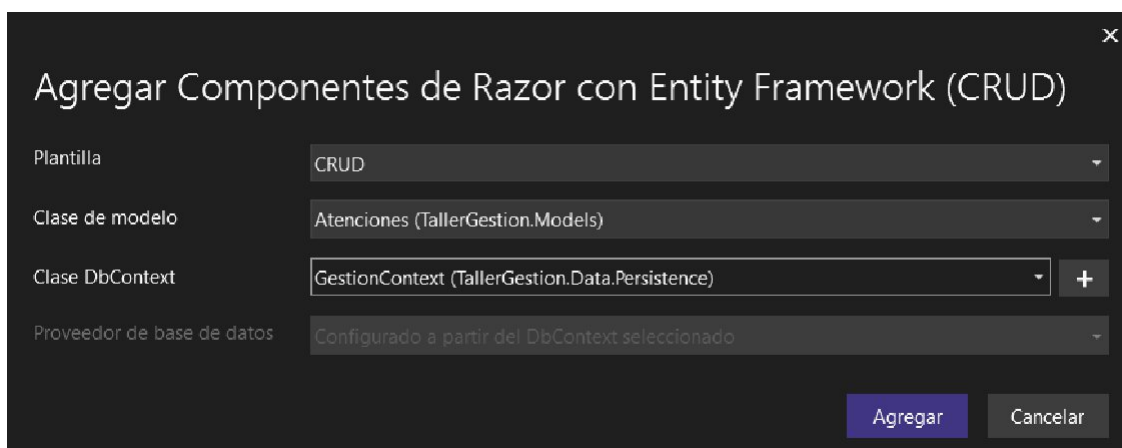 Agregar Componentes de Razor con Entity Framework (CRUD)
Plantilla
CRUD
Clase de modelo
Atenciones (TallerGestion.Models)
Clase DbContext
GestionContext (TallerGestion.Data.Persistence)
+
Proveedor de base de datos
Configurado a partir del DbContext seleccionado
Agregar
Cancelar